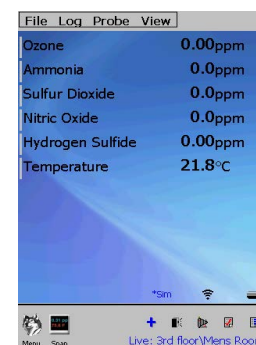 File Log Probe View
Ozone 0.00ppm
Ammonia 0.0ppm
Sulfur Dioxide 0.0ppm
Nitric Oxide 0.0ppm
Hydrogen Sulfide 0.00ppm
Temperature 21.8°C
*Sim
Menu Snap Live: 3rd floor\Mens Roo